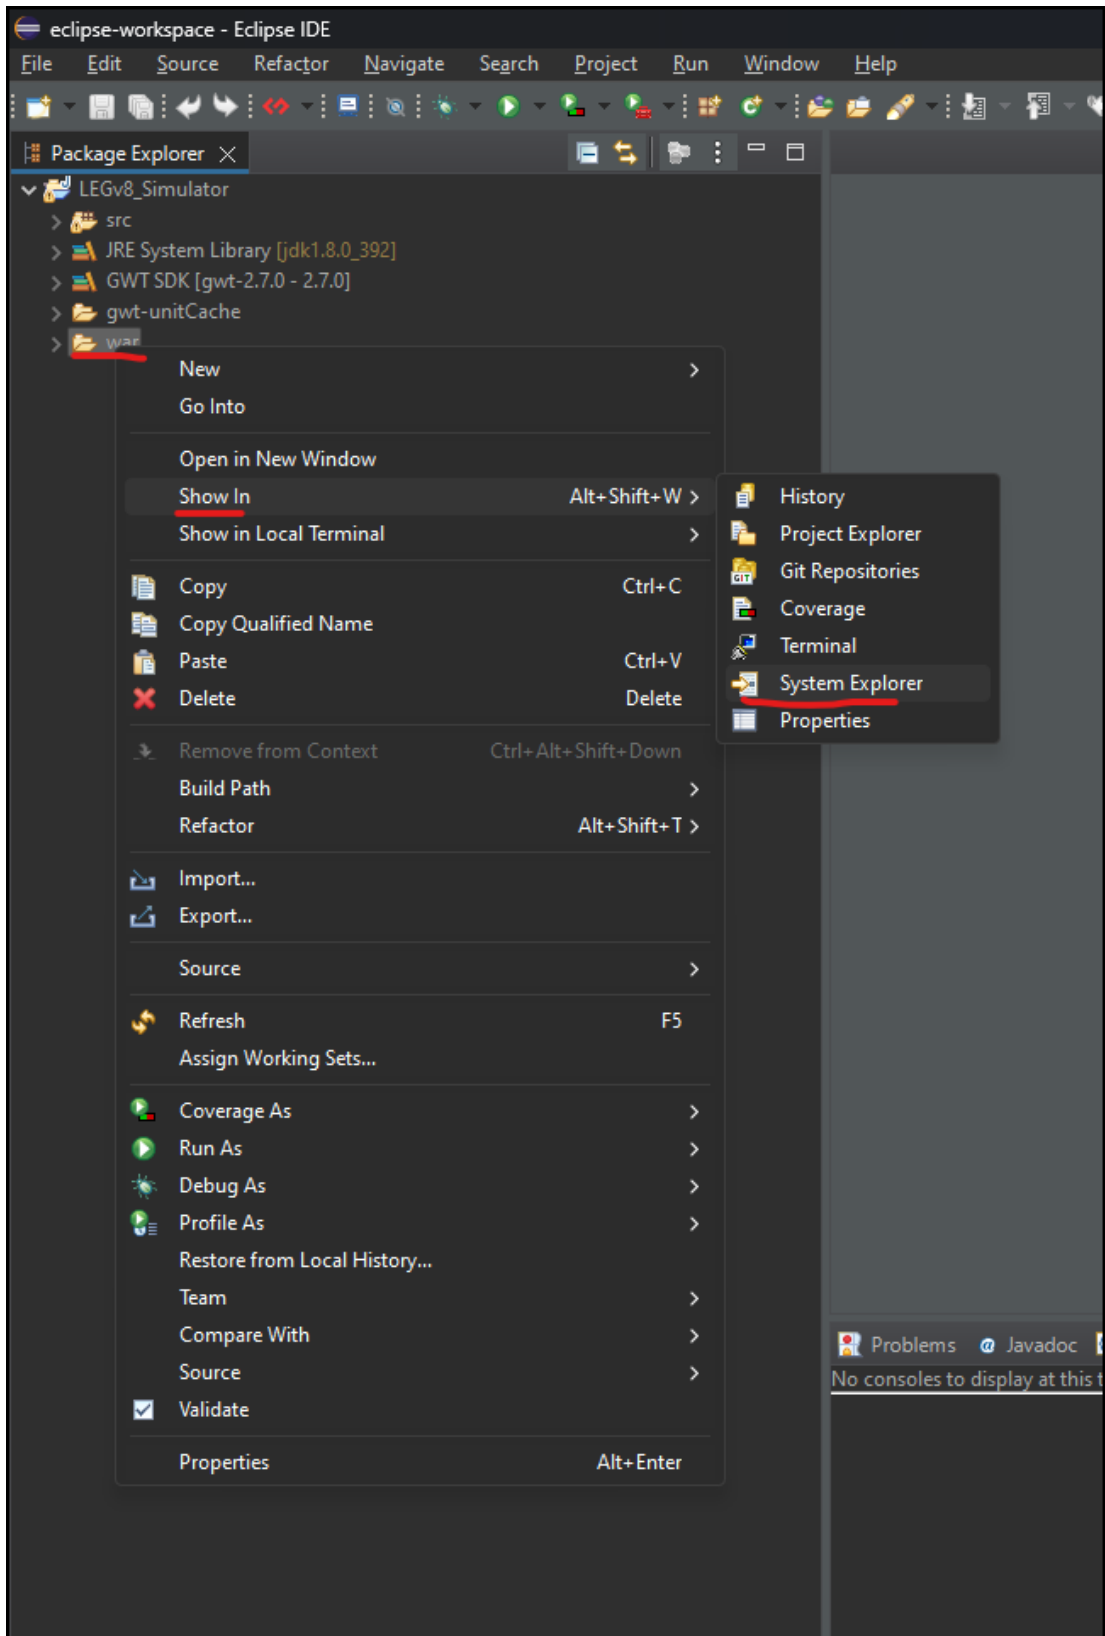 eclipse-workspace - Eclipse IDE
File Edit Source Refactor Navigate Search Project Run Window Help
Package Explorer
LEGv8_Simulator
src
JRE System Library [jdk1.8.0_392]
GWT SDK [gwt-2.7.0 - 2.7.0]
gwt-unitCache
war
New
Go Into
Open in New Window
Show In Alt+Shift+W
Show in Local Terminal
Copy Ctrl+C
Copy Qualified Name
Paste Ctrl+V
Delete Delete
Remove from Context Ctrl+Alt+Shift+Down
Build Path
Refactor Alt+Shift+T
Import...
Export...
Source
Refresh F5
Assign Working Sets...
Coverage As
Run As
Debug As
Profile As
Restore from Local History...
Team
Compare With
Source
Validate
Properties Alt+Enter
History
Project Explorer
GIT Git Repositories
Coverage
Terminal
System Explorer
Properties
Problems @ Javadoc
No consoles to display at this